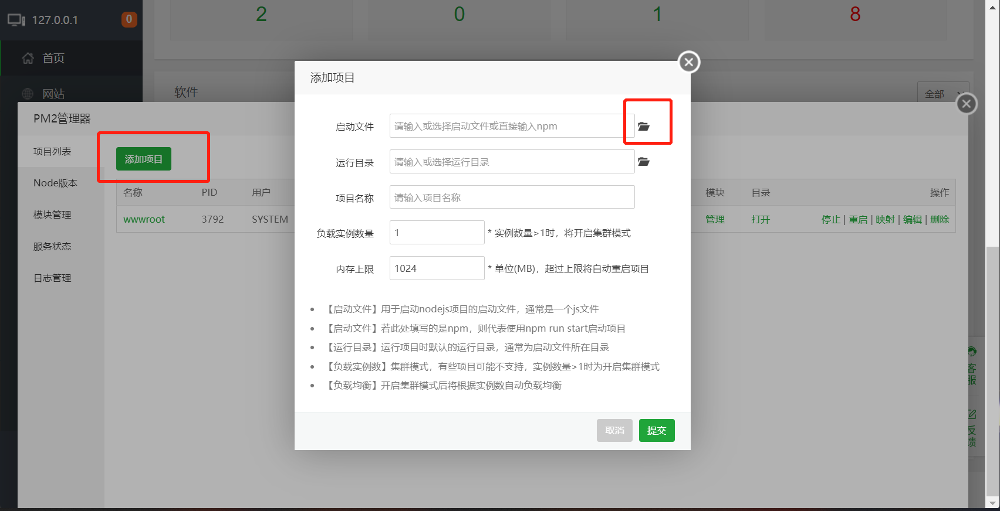 127.0.0.1
0
2
0
1
8
首页
网站
软件
全部
PM2管理器
项目列表
Node版本
模块管理
服务状态
日志管理
添加项目
名称 PID 用户 模块 目录 操作
wwwroot 3792 SYSTEM 管理 打开 停止 | 重启 | 映射 | 编辑 | 删除
添加项目
启动文件 请输入或选择启动文件或直接输入npm
运行目录 请输入或选择运行目录
项目名称 请输入项目名称
负载实例数量 1 * 实例数量>1时，将开启集群模式
内存上限 1024 * 单位(MB)，超过上限将自动重启项目
• 【启动文件】用于启动nodejs项目的启动文件，通常是一个js文件
• 【启动文件】若此处填写的是npm，则代表使用npm run start启动项目
• 【运行目录】运行项目时默认的运行目录，通常为启动文件所在目录
• 【负载实例数】集群模式，有些项目可能不支持，实例数量>1时为开启集群模式
• 【负载均衡】开启集群模式后将根据实例数自动负载均衡
取消 提交
客服
反馈